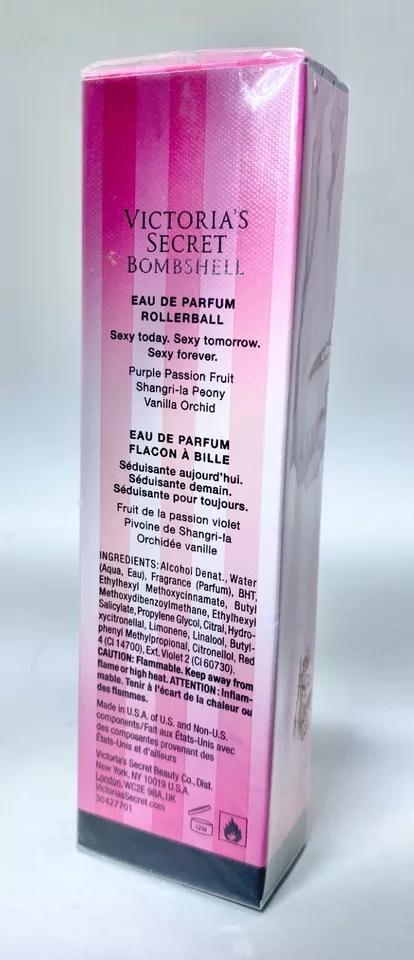 VICTORIA'S
SECRET
BOMBSHELL
EAU DE PARFUM
ROLLERBALL
Sexy today. Sexy tomorrow.
Sexy forever.
Purple Passion Fruit
Shangri-la Peony
Vanilla Orchid
EAU DE PARFUM
FLACON À BILLE
Séduisante aujourd'hui.
Séduisante demain.
Séduisante pour toujours.
Fruit de la passion violet
Pivoine de Shangri-la
Orchidée vanille
INGREDIENTS: Alcohol Denat., Water
(Aqua, Eau), Fragrance (Parfum), BHT,
Ethylhexyl Methoxycinnamate, Butyl
Methoxydibenzoylmethane, Ethylhexyl
Salicylate, Propylene Glycol, Citral, Hydro-
xycitronellal, Limonene, Linalool, Butyl-
phenyl Methylpropional, Citronellol, Red
4 (CI 14700), Ext. Violet 2 (CI 60730).
CAUTION: Flammable. Keep away from
flame or high heat. ATTENTION : Inflam-
mable. Tenir à l'écart de la chaleur ou
des flammes.
Made in U.S.A. of U.S. and Non-U.S.
components/Fait aux États-Unis avec
des composantes provenant des
États-Unis et d'ailleurs
Victoria's Secret Beauty Co., Dist.
New York, NY 10019 U.S.A.
London, WC2E 9BA, UK
VictoriasSecret.com
30427701
12M